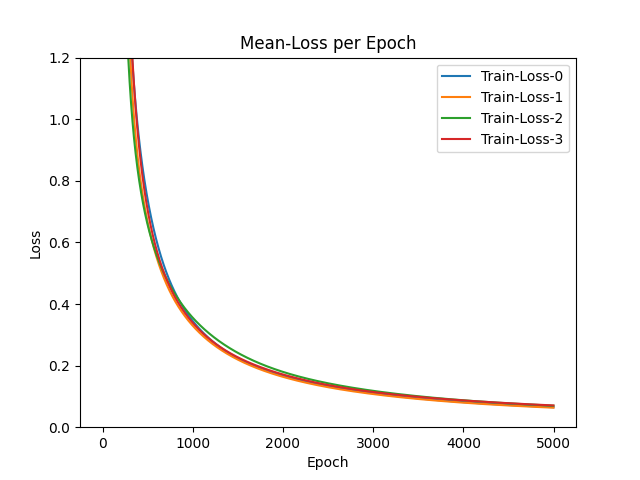 Mean-Loss per Epoch
Loss
1.2
1.0
0.8
0.6
0.4
0.2
0.0
Train-Loss-0
Train-Loss-1
Train-Loss-2
Train-Loss-3
0 1000 2000 3000 4000 5000
Epoch